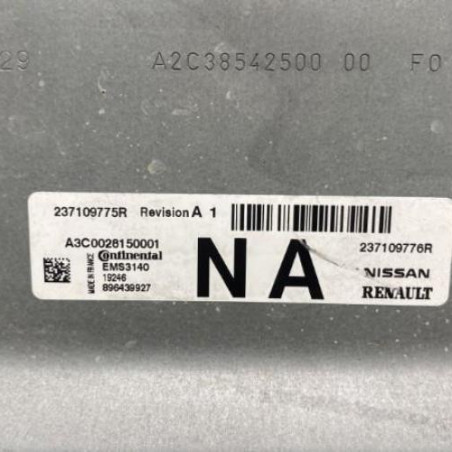 29 A2C38542500 00 F0
237109775R Revision A 1
A3C0028150001 237109776R
MADE IN FRANCE
Continental
EMS3140
19246
896439927
NA
NISSAN
RENAULT